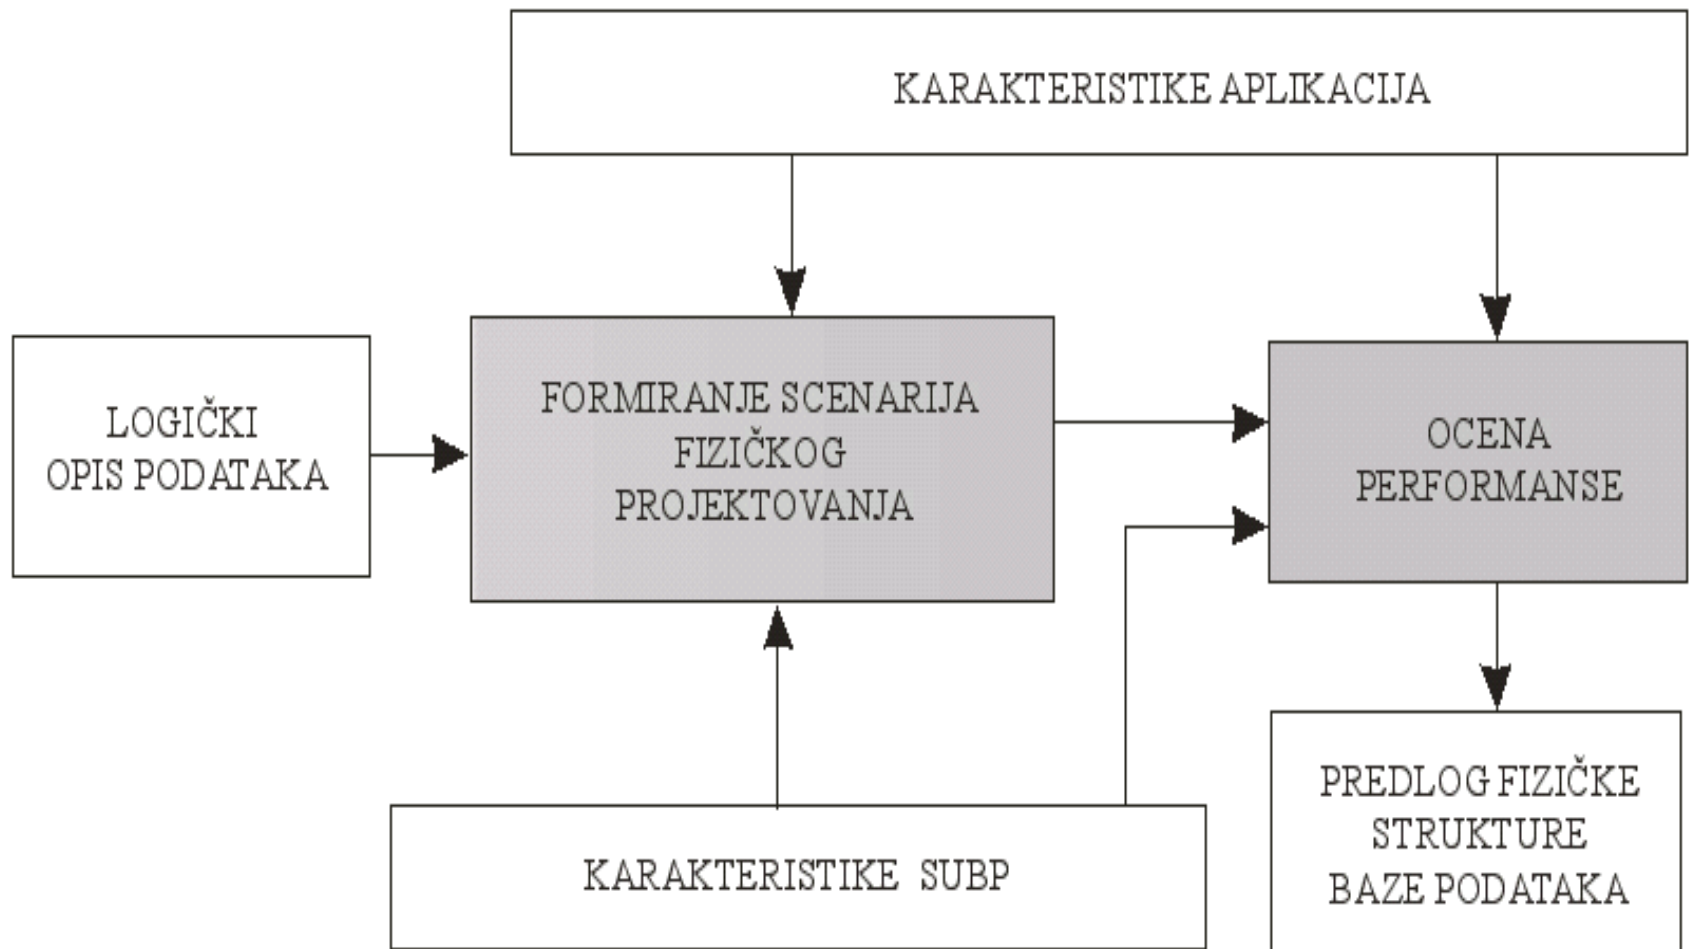 KARAKTERISTIKE APLIKACIJA
LOGIČKI
OPIS PODATAKA
FORMIRANJE SCENARIJA
FIZIČKOG
PROJEKTOVANJA
OCENA
PERFORMANSE
KARAKTERISTIKE SUBP
PREDLOG FIZIČKE
STRUKTURE
BAZE PODATAKA